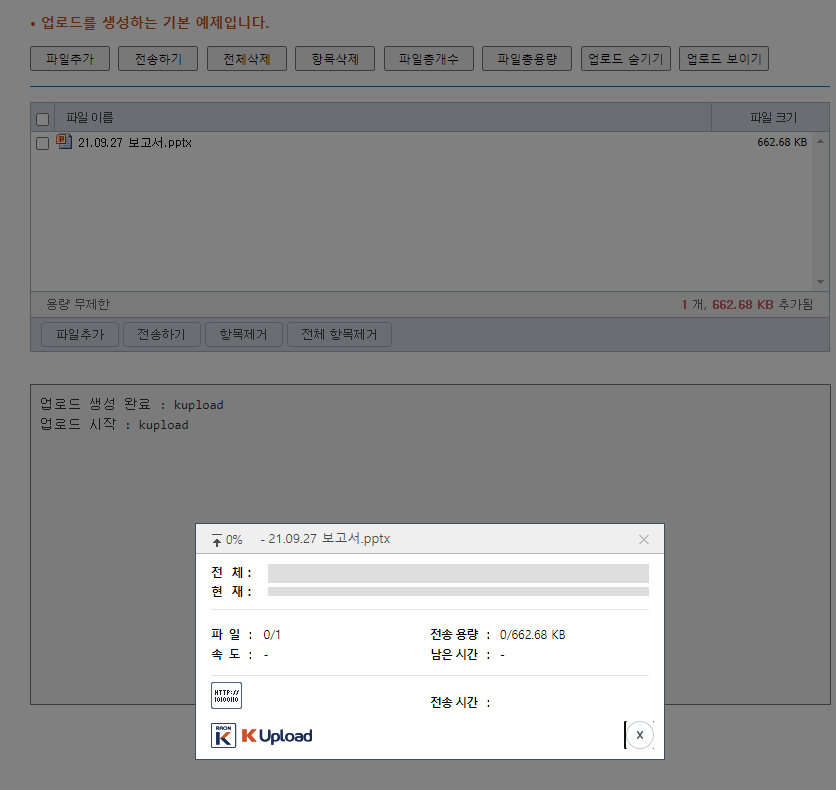 • 업로드를 생성하는 기본 예제입니다.
파일추가 전송하기 전체삭제 항목삭제 파일총개수 파일총용량 업로드 숨기기 업로드 보이기
파일 이름 파일 크기
21.09.27 보고서.pptx 662.68 KB
용량 무제한 1 개, 662.68 KB 추가됨
파일추가 전송하기 항목제거 전체 항목제거
업로드 생성 완료 : kupload
업로드 시작 : kupload
0% - 21.09.27 보고서.pptx ×
전 체 :
현 재 :
파 일 : 0/1 전송 용량 : 0/662.68 KB
속 도 : - 남은 시간 : -
HTTP://
10100110
전송 시간 :
RAON
K K Upload X